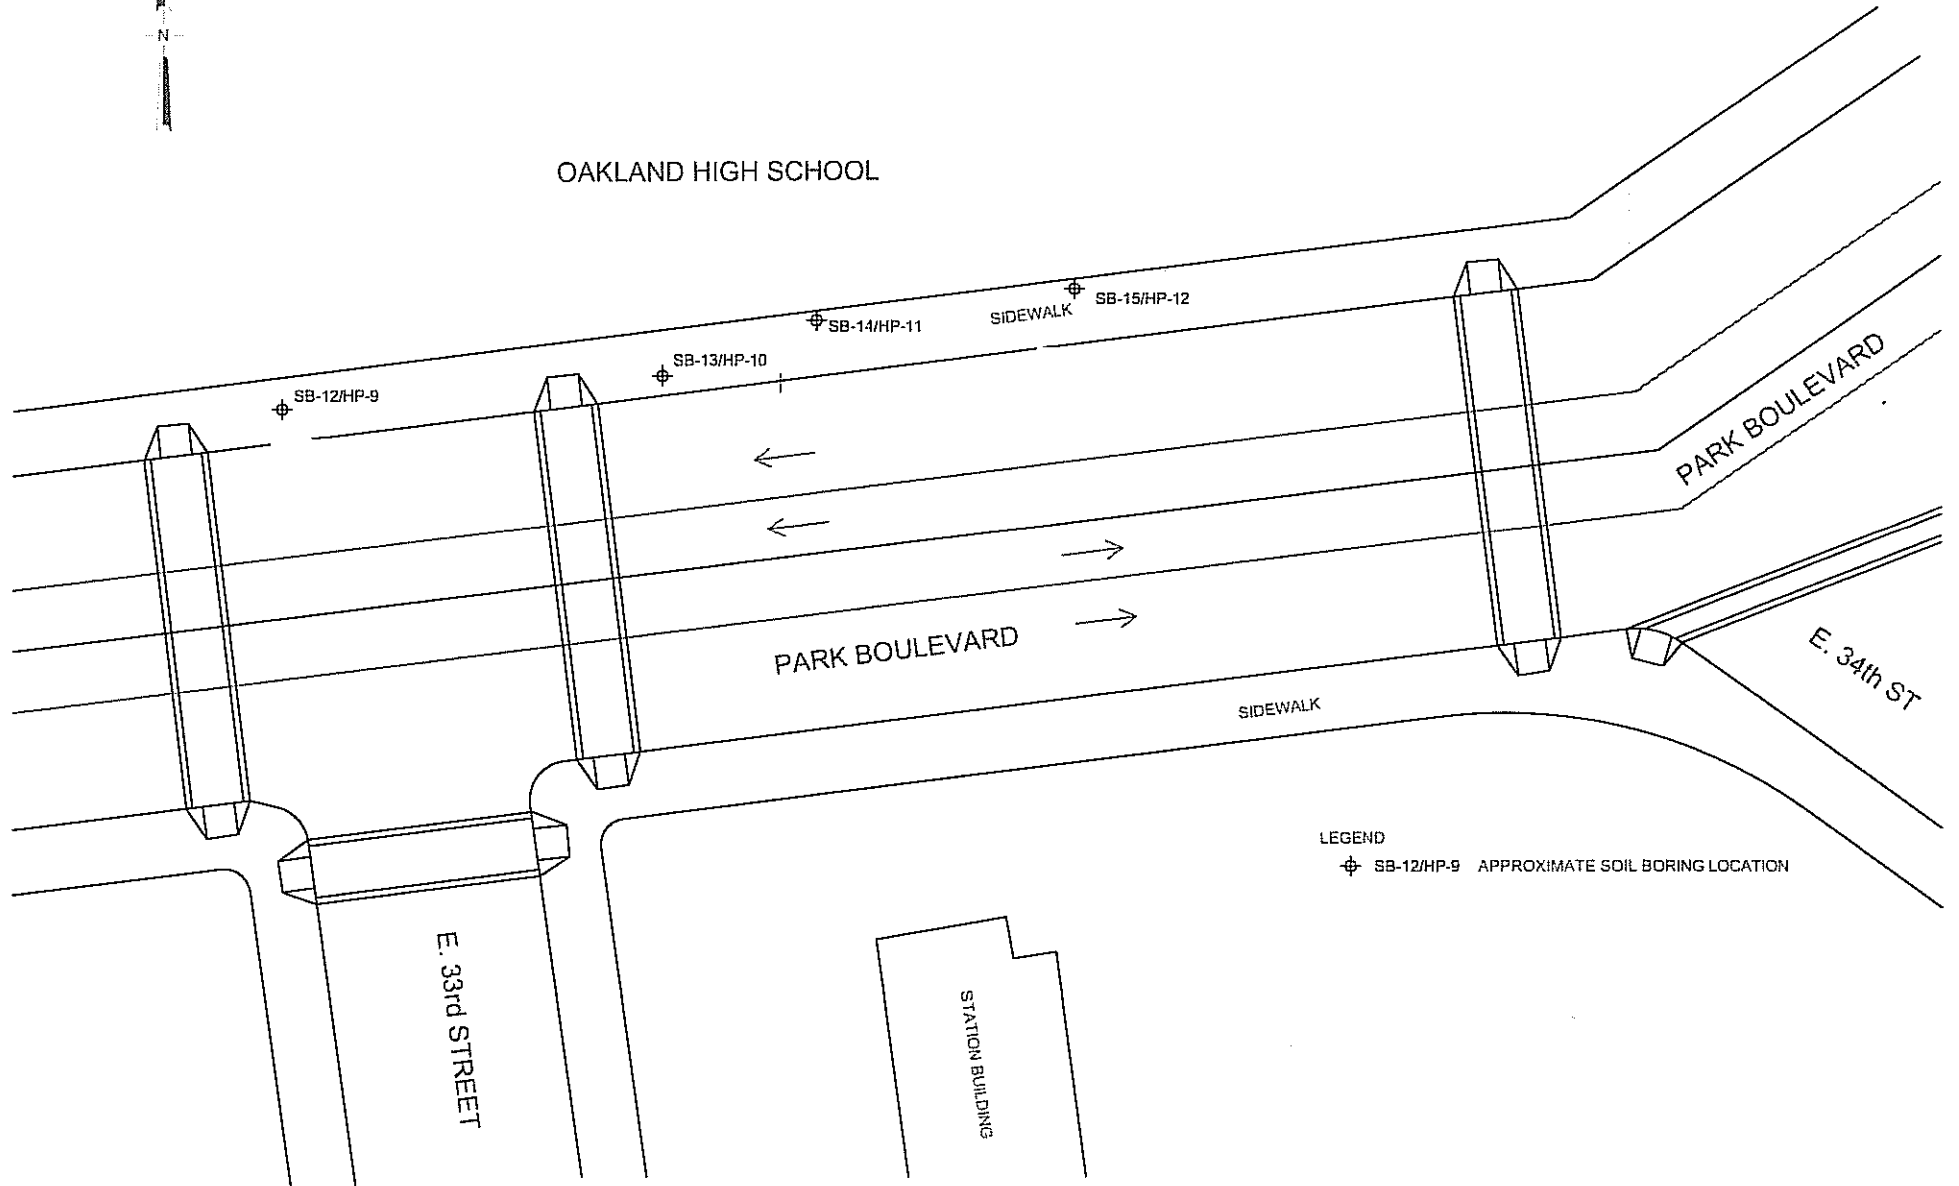 N
OAKLAND HIGH SCHOOL
SB-15/HP-12
SIDEWALK
SB-14/HP-11
SB-13/HP-10
SB-12/HP-9
PARK BOULEVARD
PARK BOULEVARD
E. 34th ST
SIDEWALK
LEGEND
SB-12/HP-9 APPROXIMATE SOIL BORING LOCATION
E. 33rd STREET
STATION BUILDING